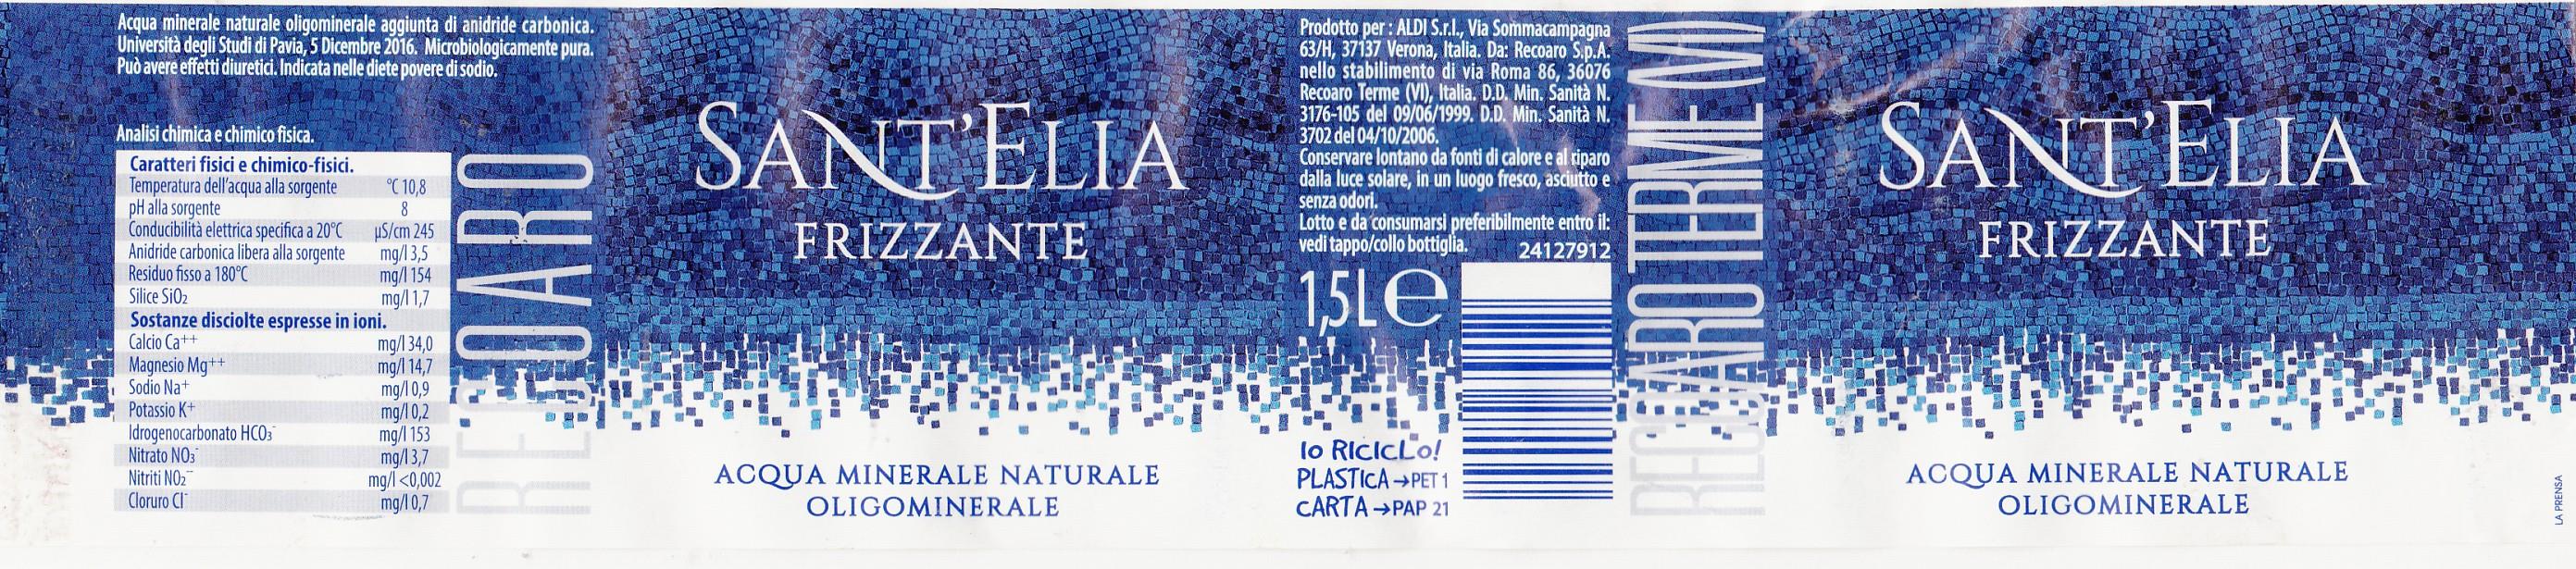 Acqua minerale naturale oligominerale aggiunta di anidride carbonica.
Università degli Studi di Pavia, 5 Dicembre 2016. Microbiologicamente pura.
Può avere effetti diuretici. Indicata nelle diete povere di sodio.
Analisi chimica e chimico fisica.
Caratteri fisici e chimico-fisici.
Temperatura dell'acqua alla sorgente °C 10,8
pH alla sorgente 8
Conducibilità elettrica specifica a 20°C µS/cm 245
Anidride carbonica libera alla sorgente mg/l 3,5
Residuo fisso a 180°C mg/l 154
Silice SiO₂ mg/l 1,7
Sostanze disciolte espresse in ioni.
Calcio Ca⁺⁺ mg/l 34,0
Magnesio Mg⁺⁺ mg/l 14,7
Sodio Na⁺ mg/l 0,9
Potassio K⁺ mg/l 0,2
Idrogenocarbonato HCO₃⁻ mg/l 153
Nitrato NO₃⁻ mg/l 3,7
Nitriti NO₂⁻ mg/l <0,002
Cloruro Cl⁻ mg/l 0,7
RECOARO
SANT'ELIA
FRIZZANTE
ACQUA MINERALE NATURALE
OLIGOMINERALE
Prodotto per : ALDI S.r.l., Via Sommacampagna
63/H, 37137 Verona, Italia. Da: Recoaro S.p.A.
nello stabilimento di via Roma 86, 36076
Recoaro Terme (VI), Italia. D.D. Min. Sanità N.
3176-105 del 09/06/1999. D.D. Min. Sanità N.
3702 del 04/10/2006.
Conservare lontano da fonti di calore e al riparo
dalla luce solare, in un luogo fresco, asciutto e
senza odori.
Lotto e da consumarsi preferibilmente entro il:
vedi tappo/collo bottiglia.
24127912
1,5L e
IO RICICLO!
PLASTICA→PET 1
CARTA→PAP 21
RECOARO TERME (VI)
SANT'ELIA
FRIZZANTE
ACQUA MINERALE NATURALE
OLIGOMINERALE
LA PRENSA